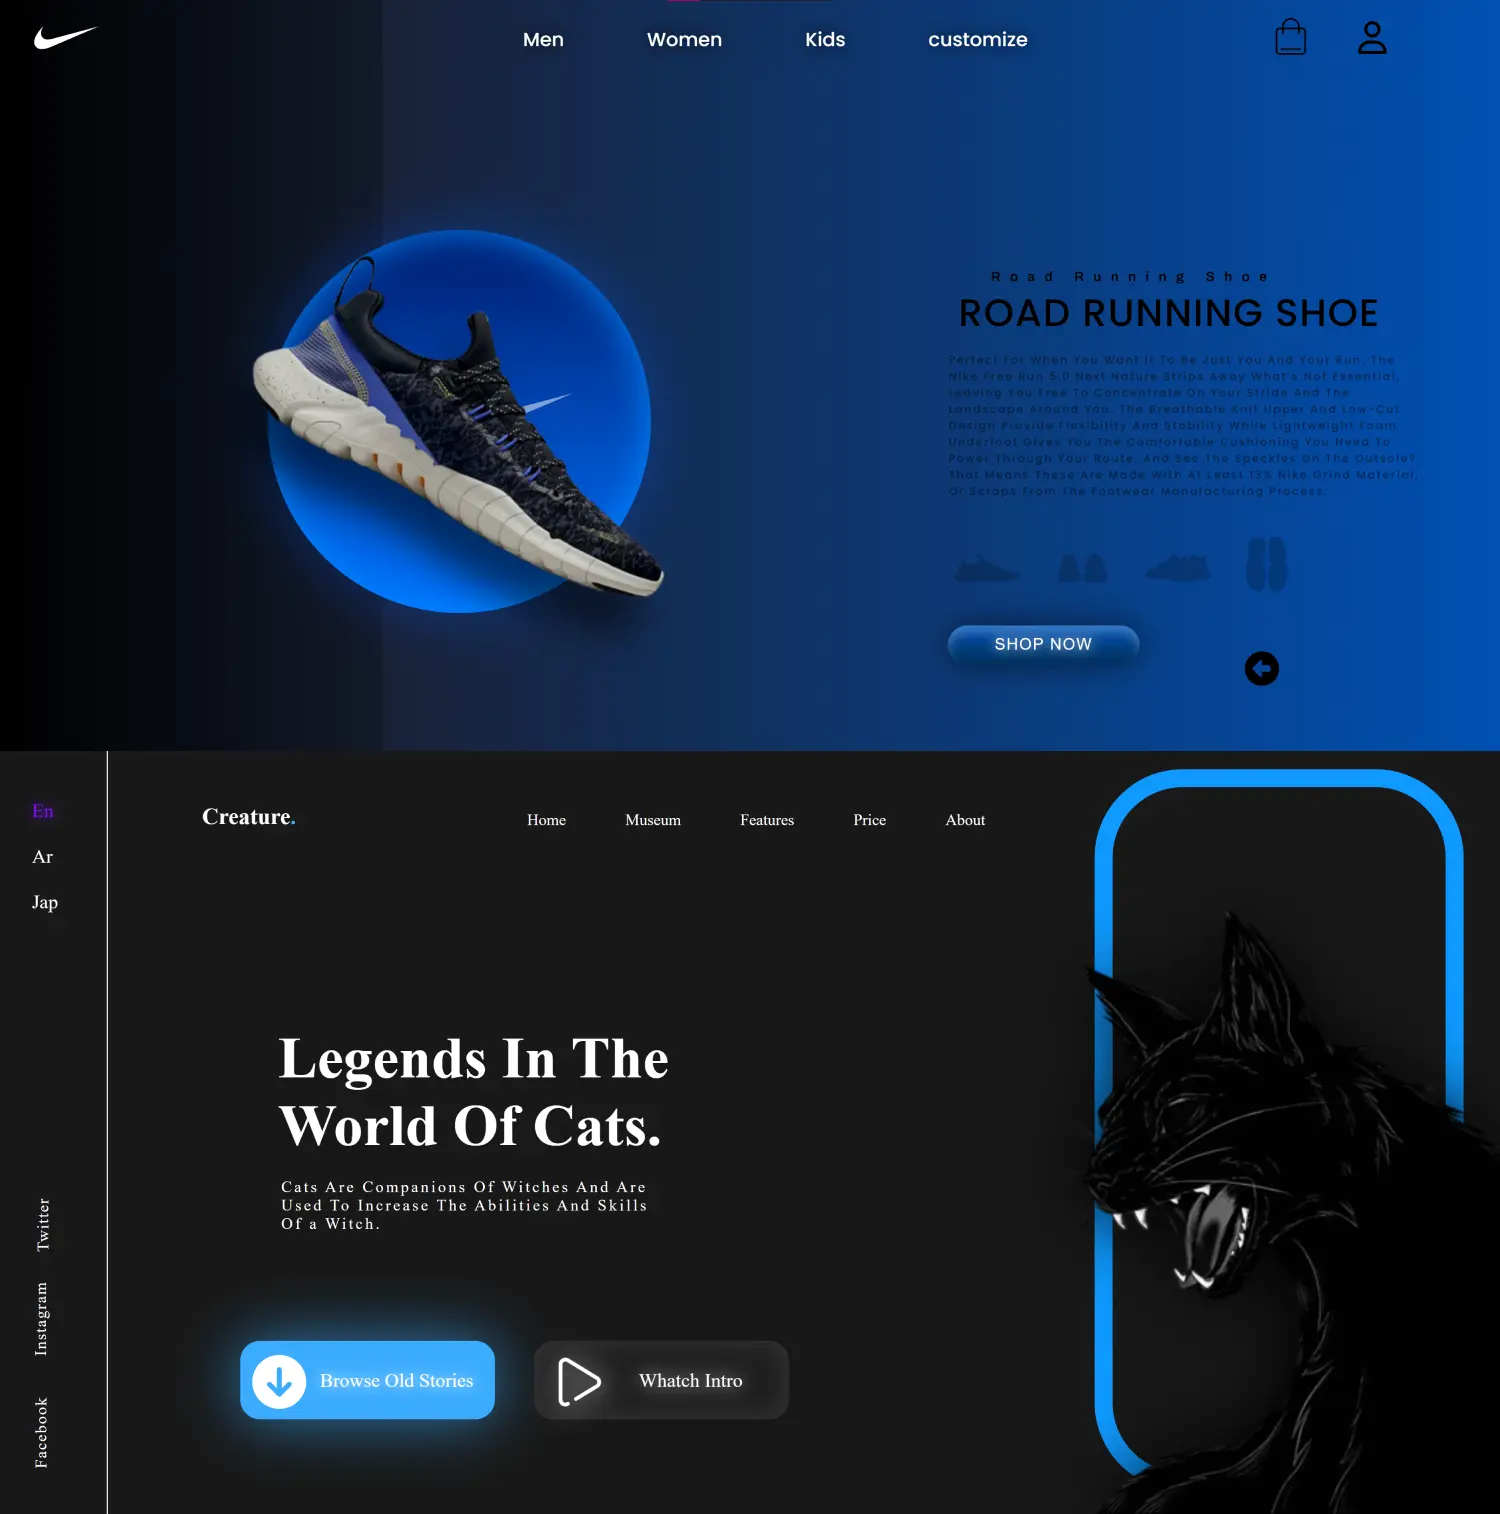 Men Women Kids customize
Road Running Shoe
ROAD RUNNING SHOE
Perfect For When You Want It To Be Just You And Your Run, The
Nike Free Run 5.0 Next Nature Strips Away What's Not Essential,
Leaving You Free To Concentrate On Your Stride And The
Landscape Around You. The Breathable Knit Upper And Low-Cut
Design Provide Flexibility And Stability While Lightweight Foam
Underfoot Gives You The Comfortable Cushioning You Need To
Power Through Your Route. And See The Speckles On The Outsole?
That Means These Are Made With At Least 13% Nike Grind Material,
Or Scraps From The Footwear Manufacturing Process.
SHOP NOW
En
Ar
Jap
Creature.
Home Museum Features Price About
Legends In The
World Of Cats.
Cats Are Companions Of Witches And Are
Used To Increase The Abilities And Skills
Of a Witch.
Twitter
Instagram
Facebook
Browse Old Stories
Whatch Intro